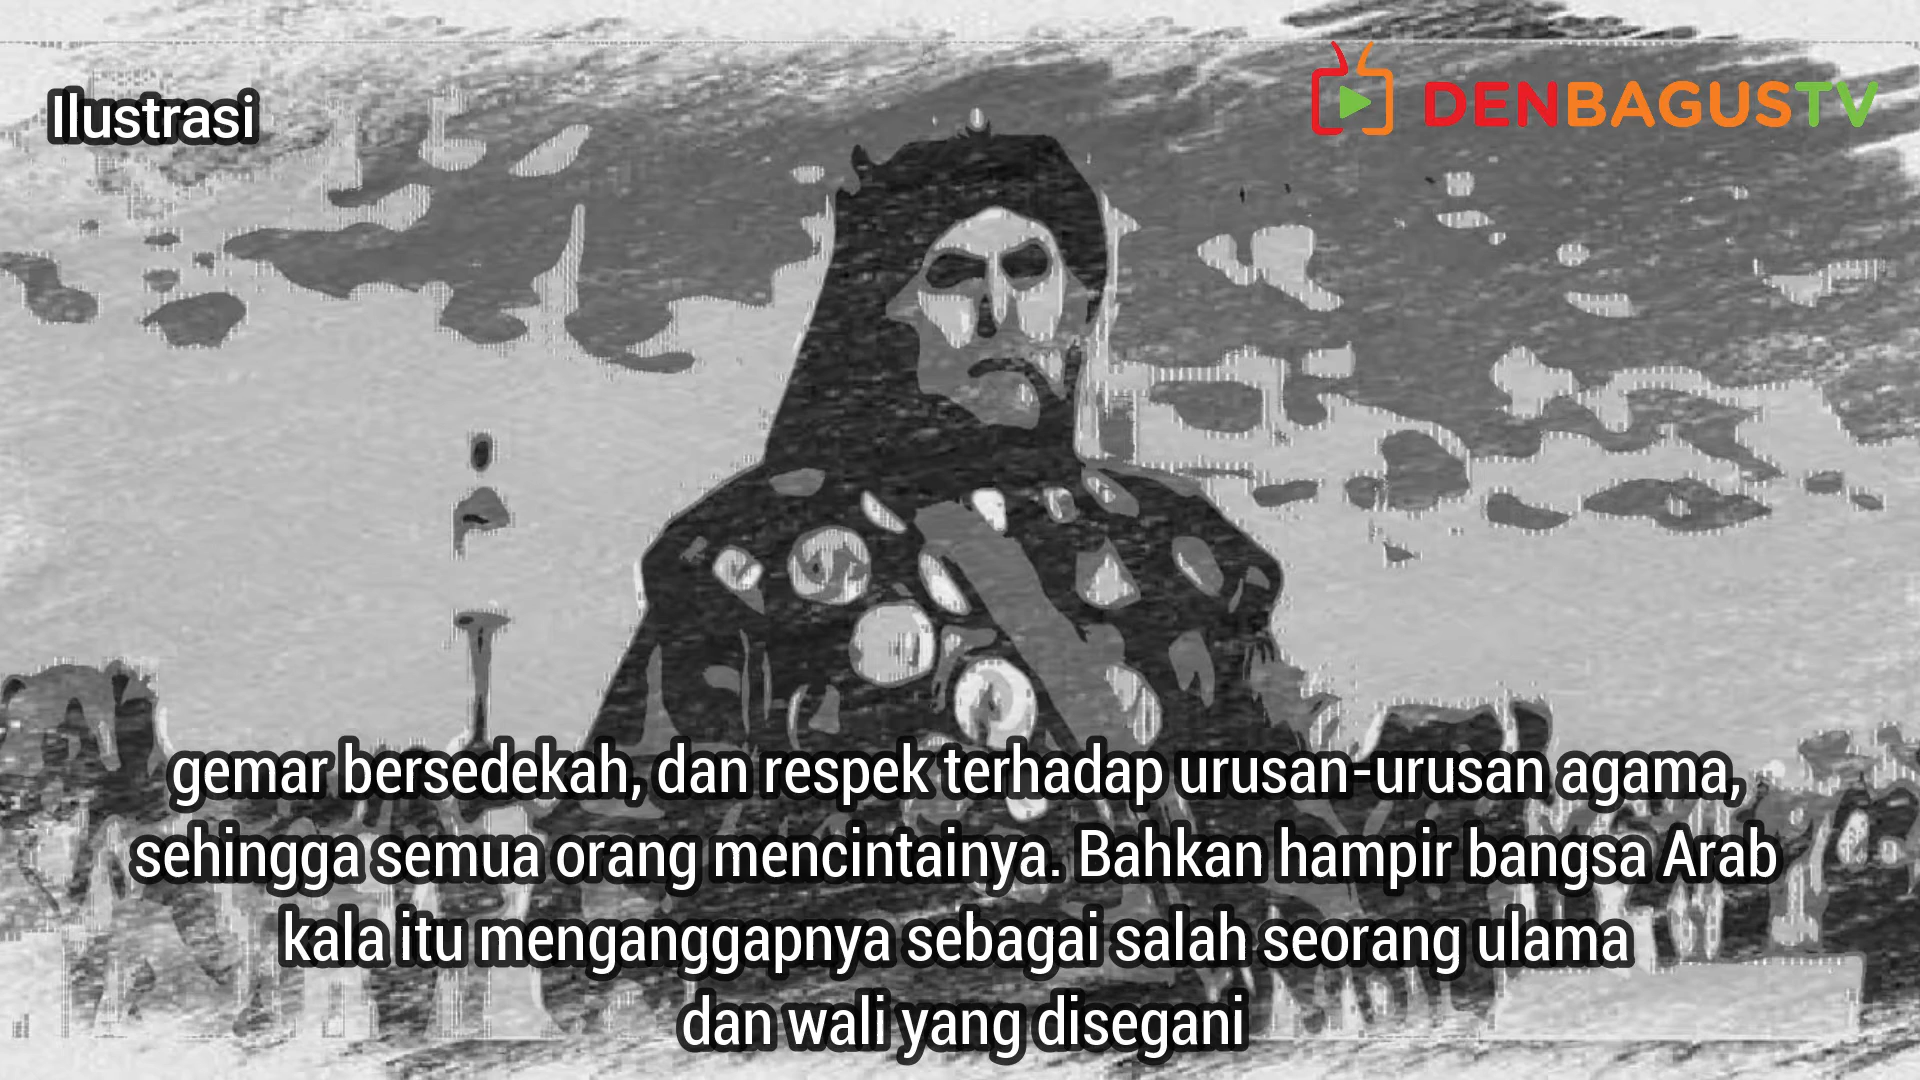 Ilustrasi
DENBAGUSTV
gemar bersedekah, dan respek terhadap urusan-urusan agama,
sehingga semua orang mencintainya. Bahkan hampir bangsa Arab
kala itu menganggapnya sebagai salah seorang ulama
dan wali yang disegani